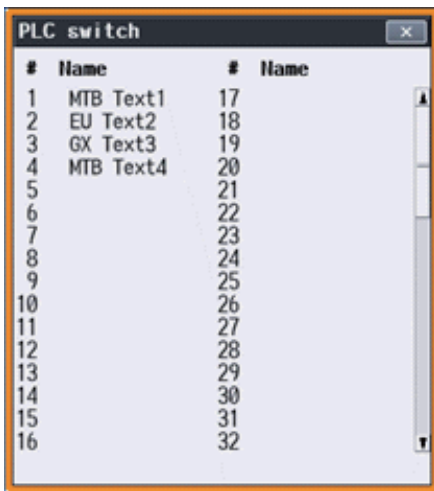 PLC switch
# Name # Name
1 MTB Text1 17
2 EU Text2 18
3 GX Text3 19
4 MTB Text4 20
5 21
6 22
7 23
8 24
9 25
10 26
11 27
12 28
13 29
14 30
15 31
16 32